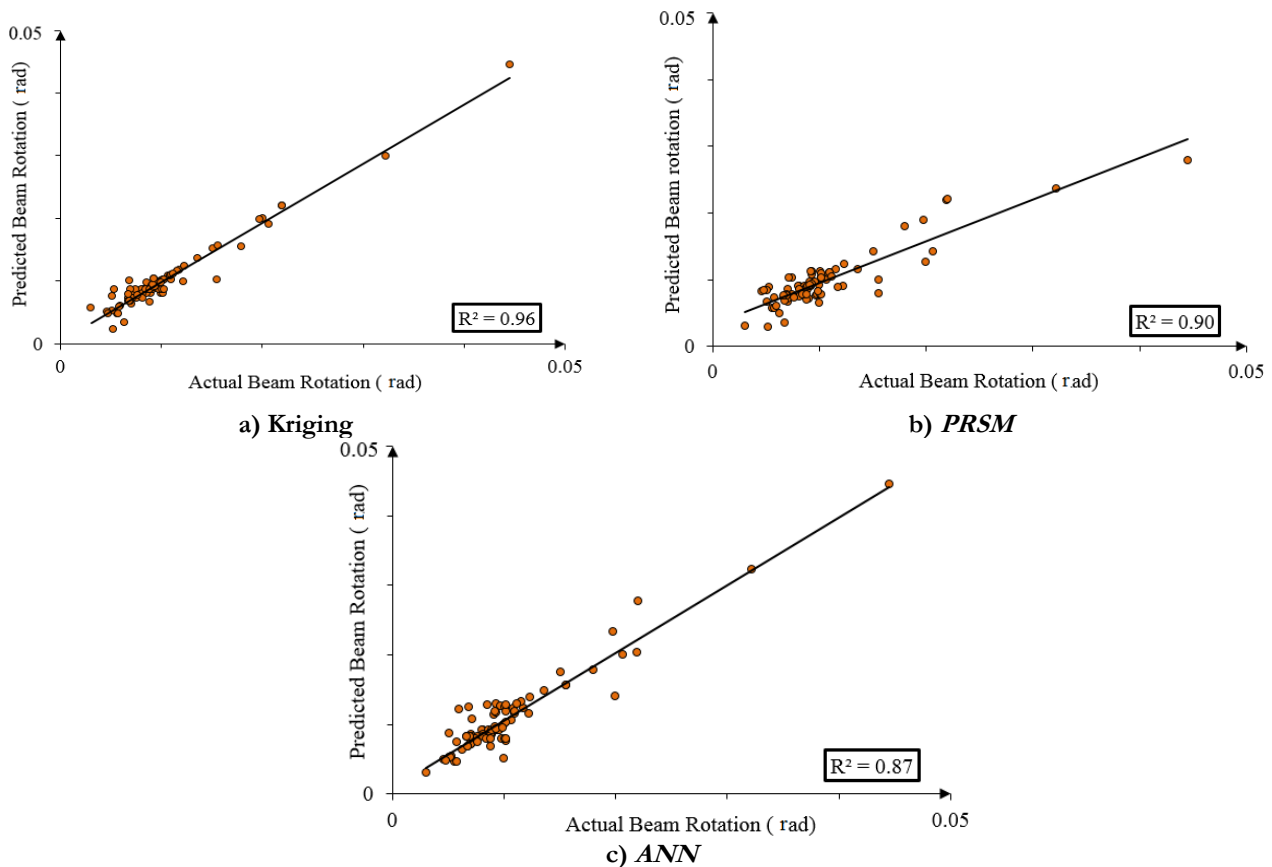 0.05
Predicted Beam Rotation ( rad)
R² = 0.96
0
0
0.05
Actual Beam Rotation ( rad)
a) Kriging
0.05
Predicted Beam rotation ( rad)
R² = 0.90
0
0
0.05
Actual Beam Rotation ( rad)
b) PRSM
0.05
Predicted Beam Rotation ( rad)
R² = 0.87
0
0
0.05
Actual Beam Rotation ( rad)
c) ANN